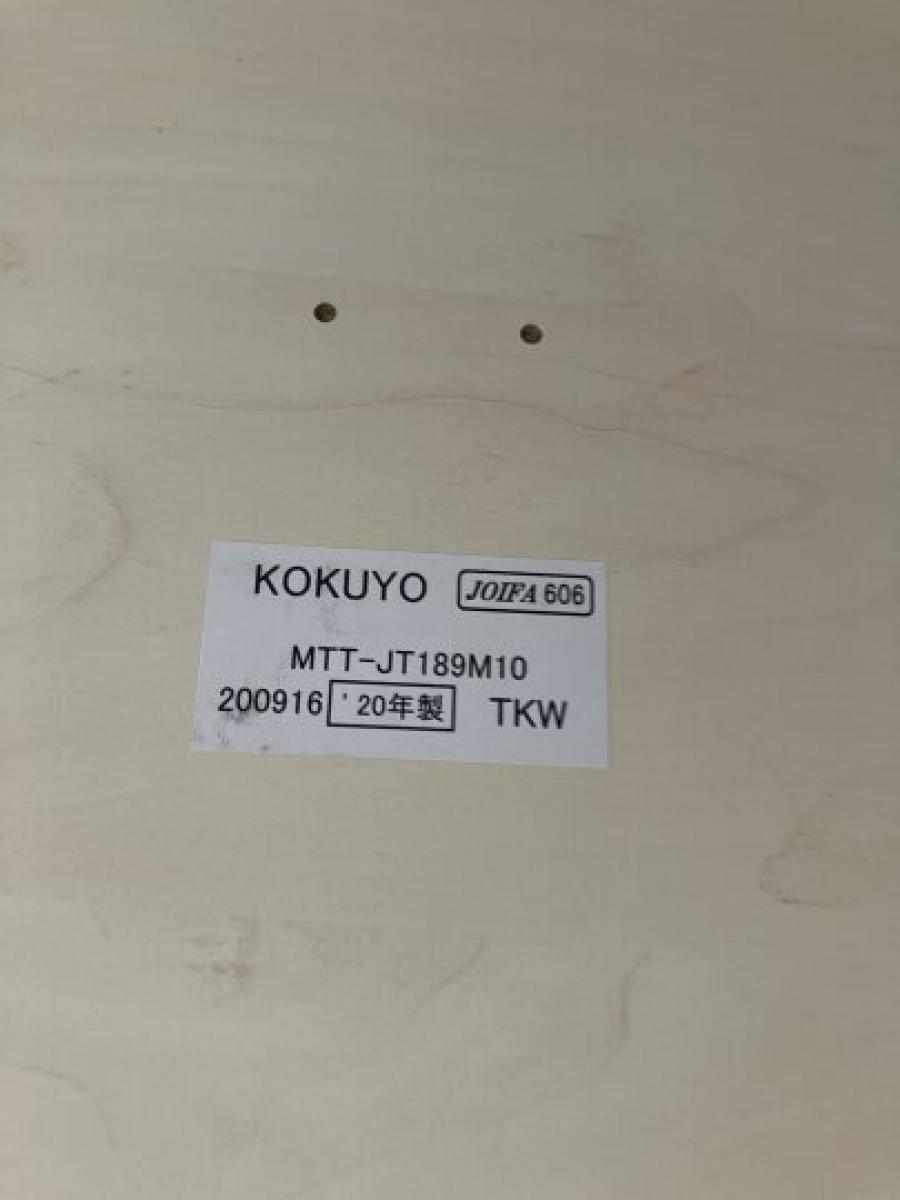 KOKUYO JOIFA 606
MTT-JT189M10
200916 '20年製 TKW